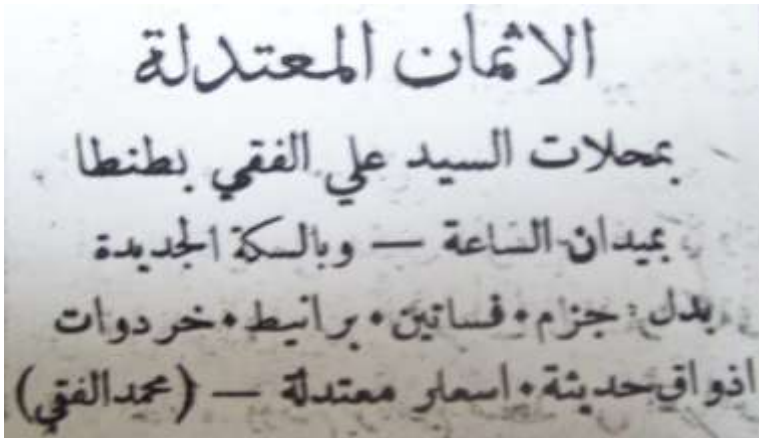 الاثمان المعتدلة
بمحلات السيد علي الفقي بطنطا
بميدان الساعة — وبالسكة الجديدة
بدل . جزم . فساتين . برانيط . خردوات
اذواق حديثة . اسعار معتدلة — (محمد الفقي)